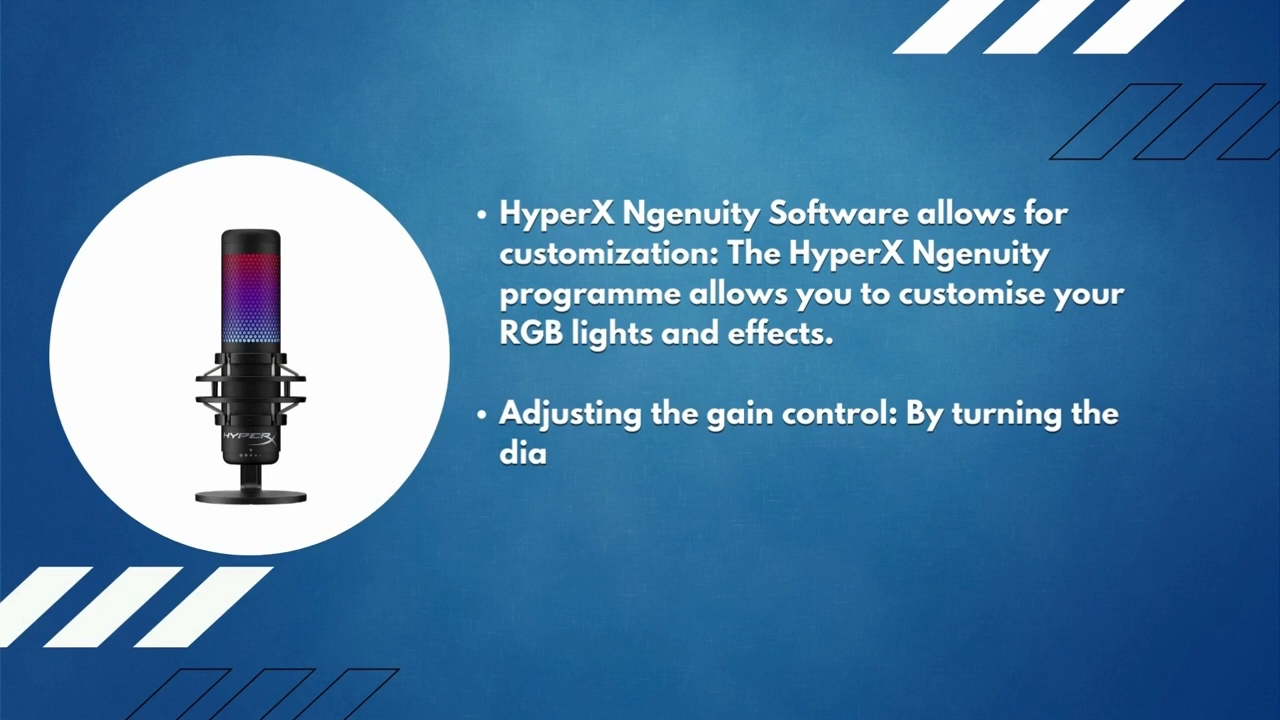 • HyperX Ngenuity Software allows for
customization: The HyperX Ngenuity
programme allows you to customise your
RGB lights and effects.
• Adjusting the gain control: By turning the
dia
HYPERX